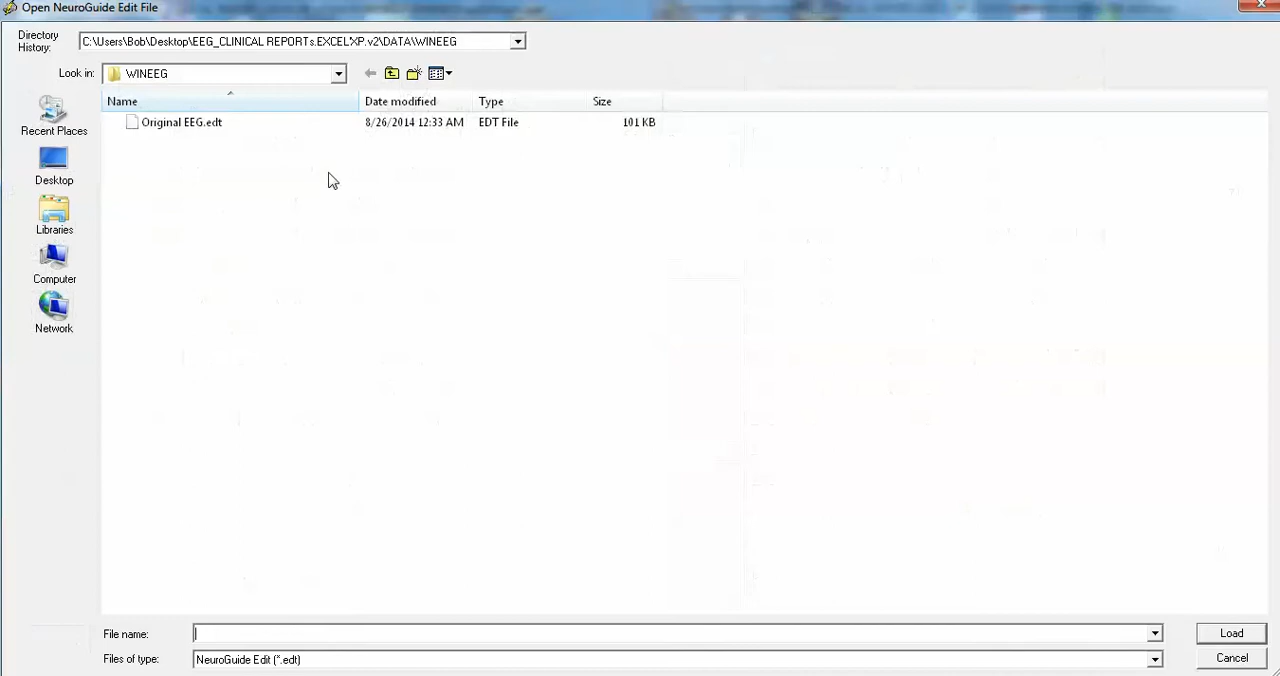 Open NeuroGuide Edit File
Directory History:
C:\Users\Bob\Desktop\EEG_CLINICAL REPORTs.EXCEL'XP.v2\DATA\WINEEG
Look in:
WINEEG
Name Date modified Type Size
Original EEG.edt 8/26/2014 12:33 AM EDT File 101 KB
Recent Places
Desktop
Libraries
Computer
Network
File name:
Load
Files of type:
NeuroGuide Edit (*.edt)
Cancel